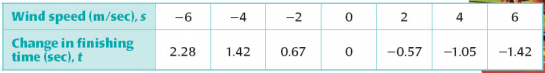 Wind speed (m/sec), s −6 −4 −2 0 2 4 6
Change in finishing
time (sec), t 2.28 1.42 0.67 0 −0.57 −1.05 −1.42